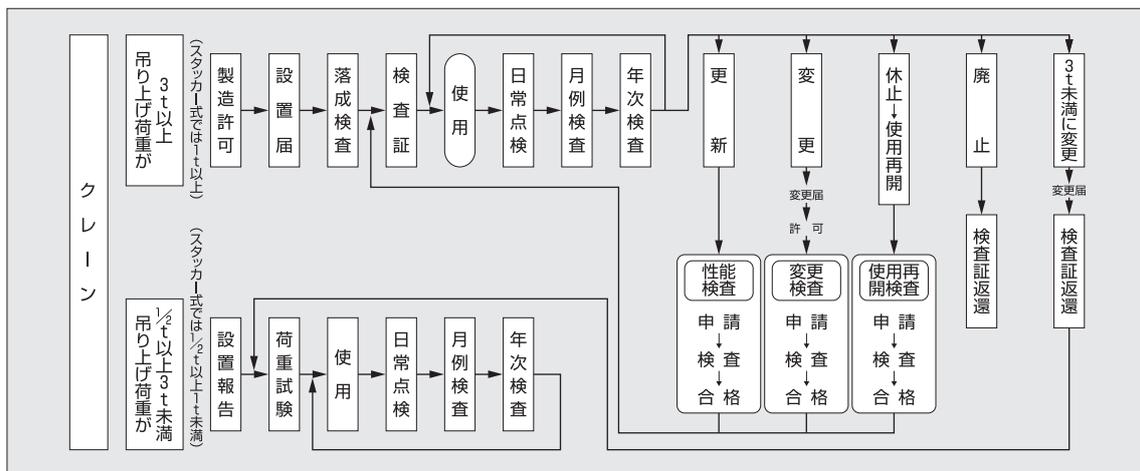 クレーン
吊り上げ荷重が
3t以上
(スタッカー式では1t以上)
製造許可
設置届
落成検査
検査証
使用
日常点検
月例検査
年次検査
更新
変更
変更届
許可
休止→使用再開
廃止
検査証返還
3t未満に変更
変更届
検査証返還
性能
検査
申請
検査
合格
変更
検査
申請
検査
合格
使用再
開検査
申請
検査
合格
吊り上げ荷重が
1/2t以上3t未満
(スタッカー式では1/2t以上1t未満)
設置報告
荷重試験
使用
日常点検
月例検査
年次検査